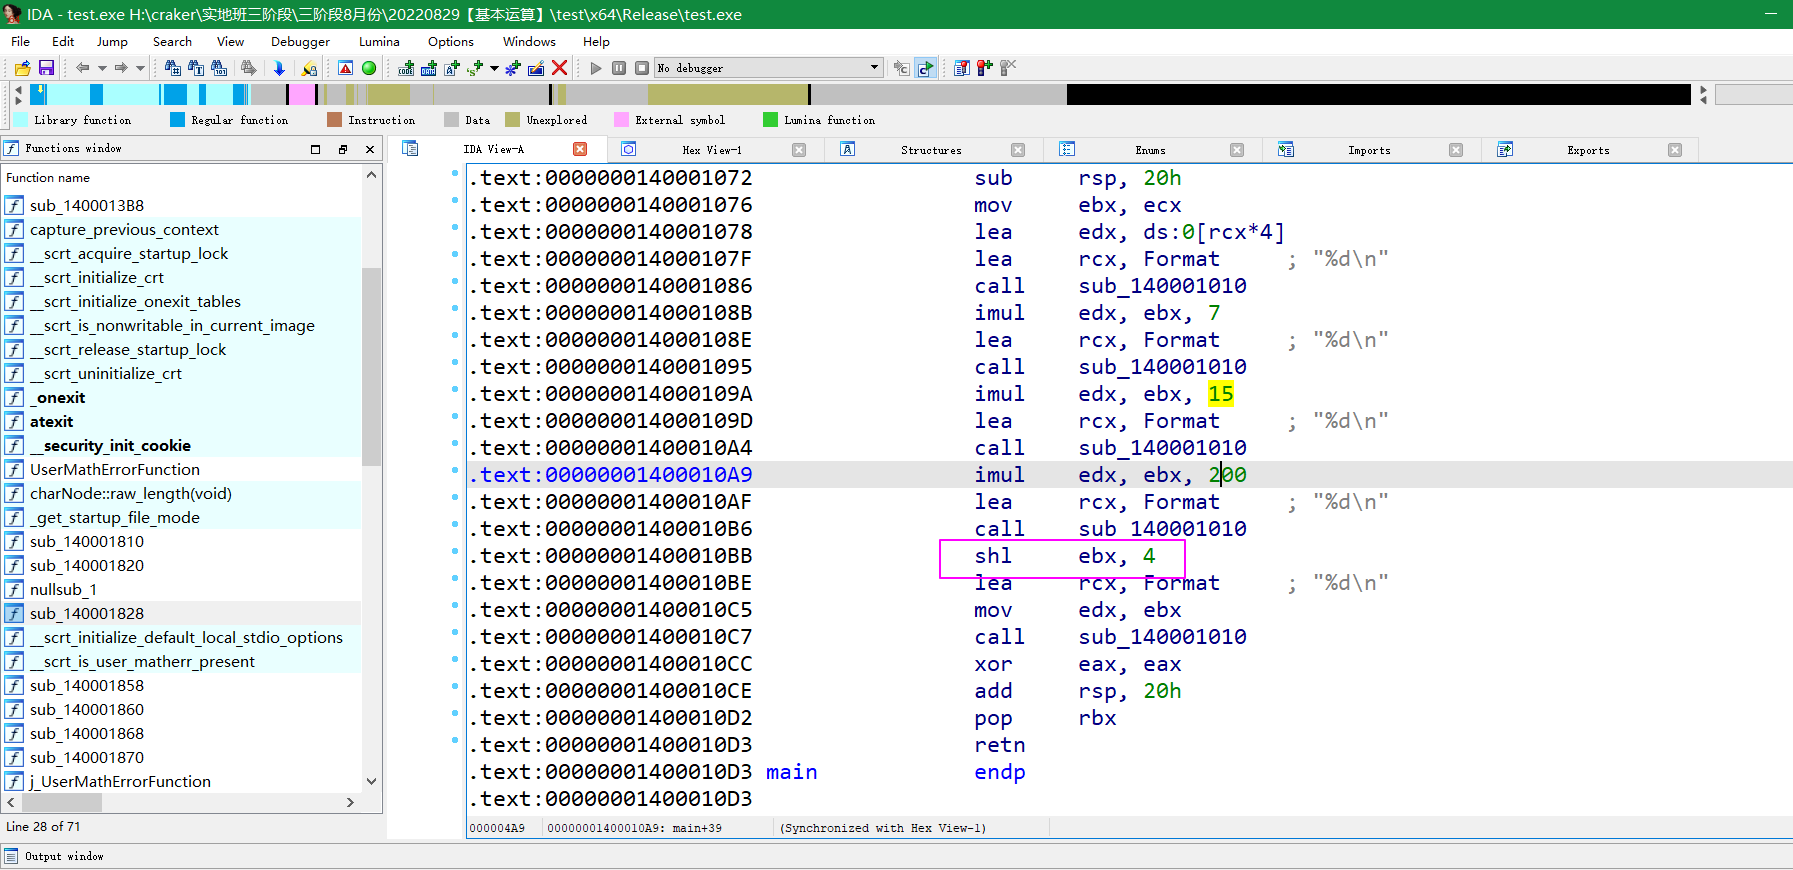 IDA - test.exe H:\craker\实地班三阶段\三阶段8月份\20220829【基本运算】\test\x64\Release\test.exe
File Edit Jump Search View Debugger Lumina Options Windows Help
No debugger
Library function Regular function Instruction Data Unexplored External symbol Lumina function
Functions window
IDA View-A Hex View-1 Structures Enums Imports Exports
Function name
sub_1400013B8
capture_previous_context
__scrt_acquire_startup_lock
__scrt_initialize_crt
__scrt_initialize_onexit_tables
__scrt_is_nonwritable_in_current_image
__scrt_release_startup_lock
__scrt_uninitialize_crt
_onexit
atexit
__security_init_cookie
UserMathErrorFunction
charNode::raw_length(void)
_get_startup_file_mode
sub_140001810
sub_140001820
nullsub_1
sub_140001828
__scrt_initialize_default_local_stdio_options
__scrt_is_user_matherr_present
sub_140001858
sub_140001860
sub_140001868
sub_140001870
j_UserMathErrorFunction
Line 28 of 71
.text:0000000140001072 sub rsp, 20h
.text:0000000140001076 mov ebx, ecx
.text:0000000140001078 lea edx, ds:0[rcx*4]
.text:000000014000107F lea rcx, Format ; "%d\n"
.text:0000000140001086 call sub_140001010
.text:000000014000108B imul edx, ebx, 7
.text:000000014000108E lea rcx, Format ; "%d\n"
.text:0000000140001095 call sub_140001010
.text:000000014000109A imul edx, ebx, 15
.text:000000014000109D lea rcx, Format ; "%d\n"
.text:00000001400010A4 call sub_140001010
.text:00000001400010A9 imul edx, ebx, 200
.text:00000001400010AF lea rcx, Format ; "%d\n"
.text:00000001400010B6 call sub_140001010
.text:00000001400010BB shl ebx, 4
.text:00000001400010BE lea rcx, Format ; "%d\n"
.text:00000001400010C5 mov edx, ebx
.text:00000001400010C7 call sub_140001010
.text:00000001400010CC xor eax, eax
.text:00000001400010CE add rsp, 20h
.text:00000001400010D2 pop rbx
.text:00000001400010D3 retn
.text:00000001400010D3 main endp
.text:00000001400010D3
000004A9 00000001400010A9: main+39 (Synchronized with Hex View-1)
Output window